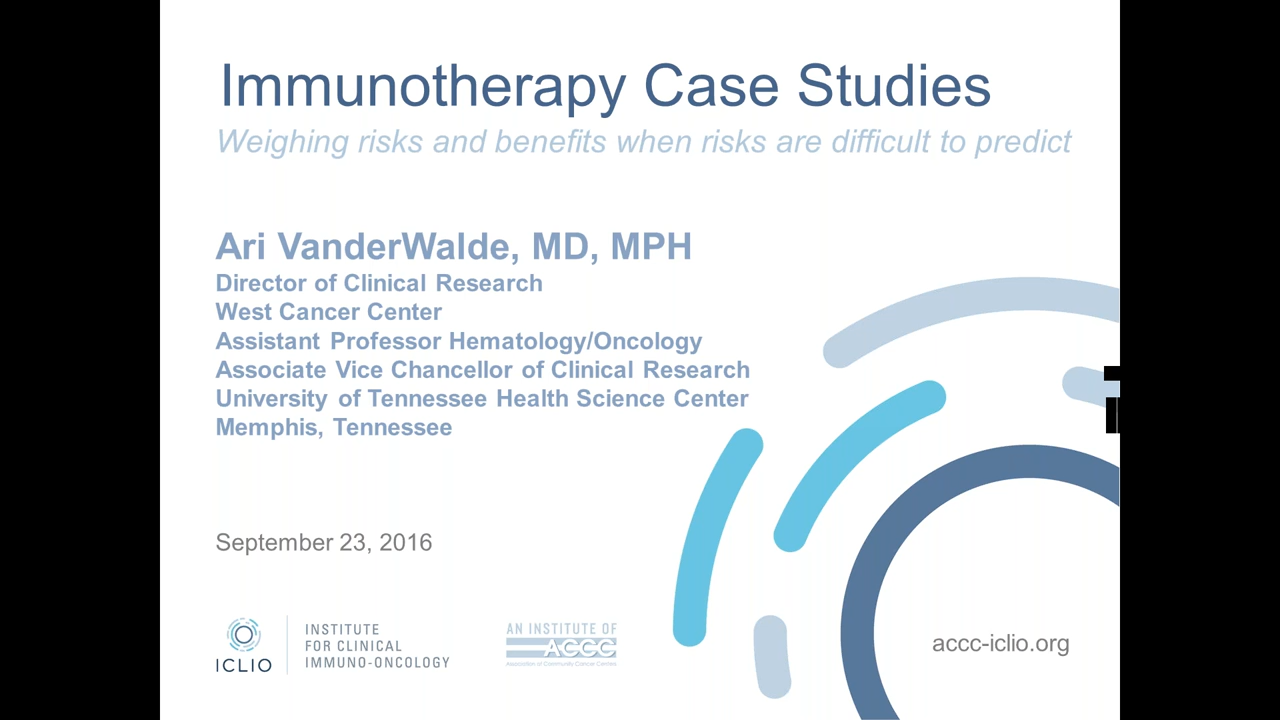 Immunotherapy Case Studies
Weighing risks and benefits when risks are difficult to predict
Ari VanderWalde, MD, MPH
Director of Clinical Research
West Cancer Center
Assistant Professor Hematology/Oncology
Associate Vice Chancellor of Clinical Research
University of Tennessee Health Science Center
Memphis, Tennessee
September 23, 2016
ICLIO
INSTITUTE
FOR CLINICAL
IMMUNO-ONCOLOGY
AN INSTITUTE OF
ACCC
Association of Community Cancer Centers
accc-iclio.org